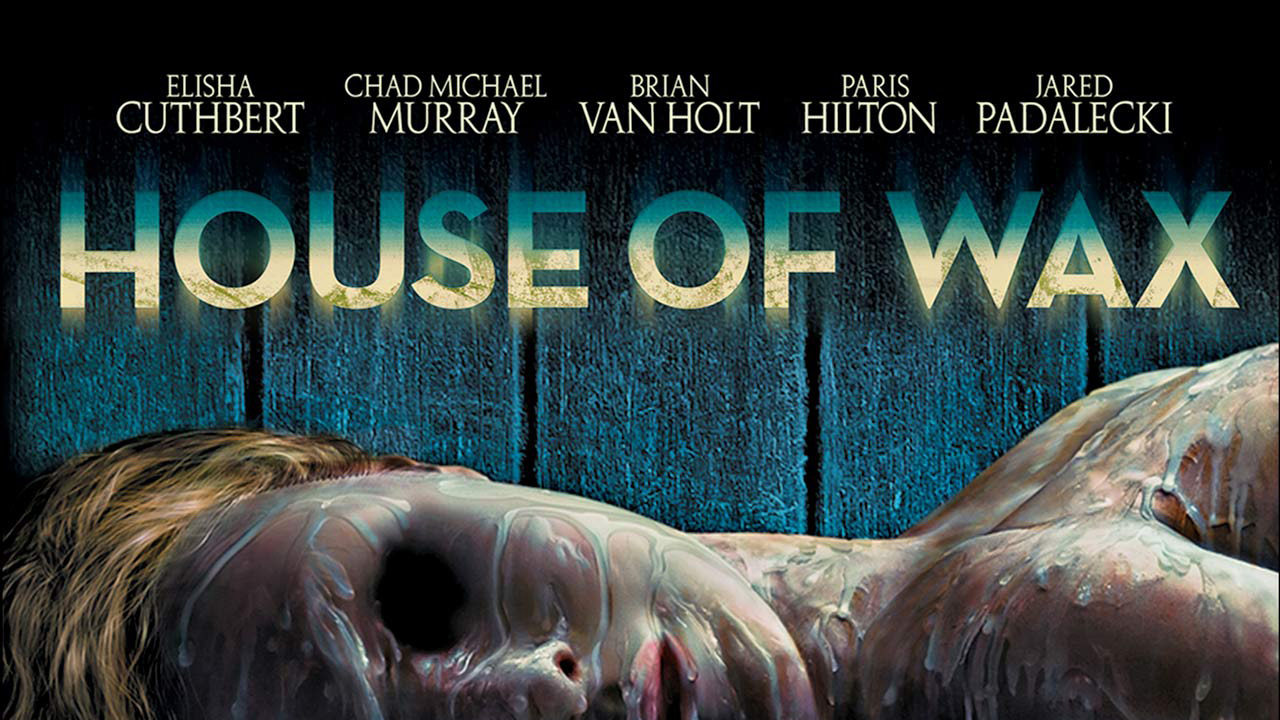 ELISHA CHAD MICHAEL BRIAN PARIS JARED
CUTHBERT MURRAY VAN HOLT HILTON PADALECKI
HOUSE OF WAX